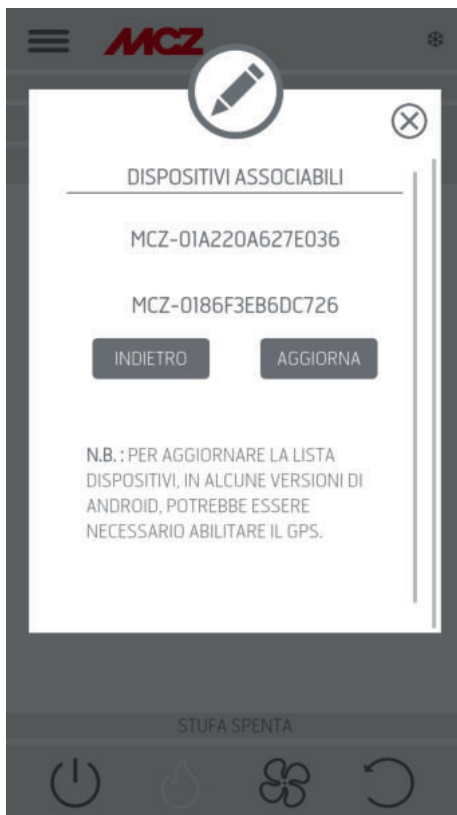 MCZ
DISPOSITIVI ASSOCIABILI
MCZ-01A220A627E036
MCZ-0186F3EB6DC726
INDIETRO
AGGIORNA
N.B. : PER AGGIORNARE LA LISTA
DISPOSITIVI, IN ALCUNE VERSIONI DI
ANDROID, POTREBBE ESSERE
NECESSARIO ABILITARE IL GPS.
STUFA SPENTA